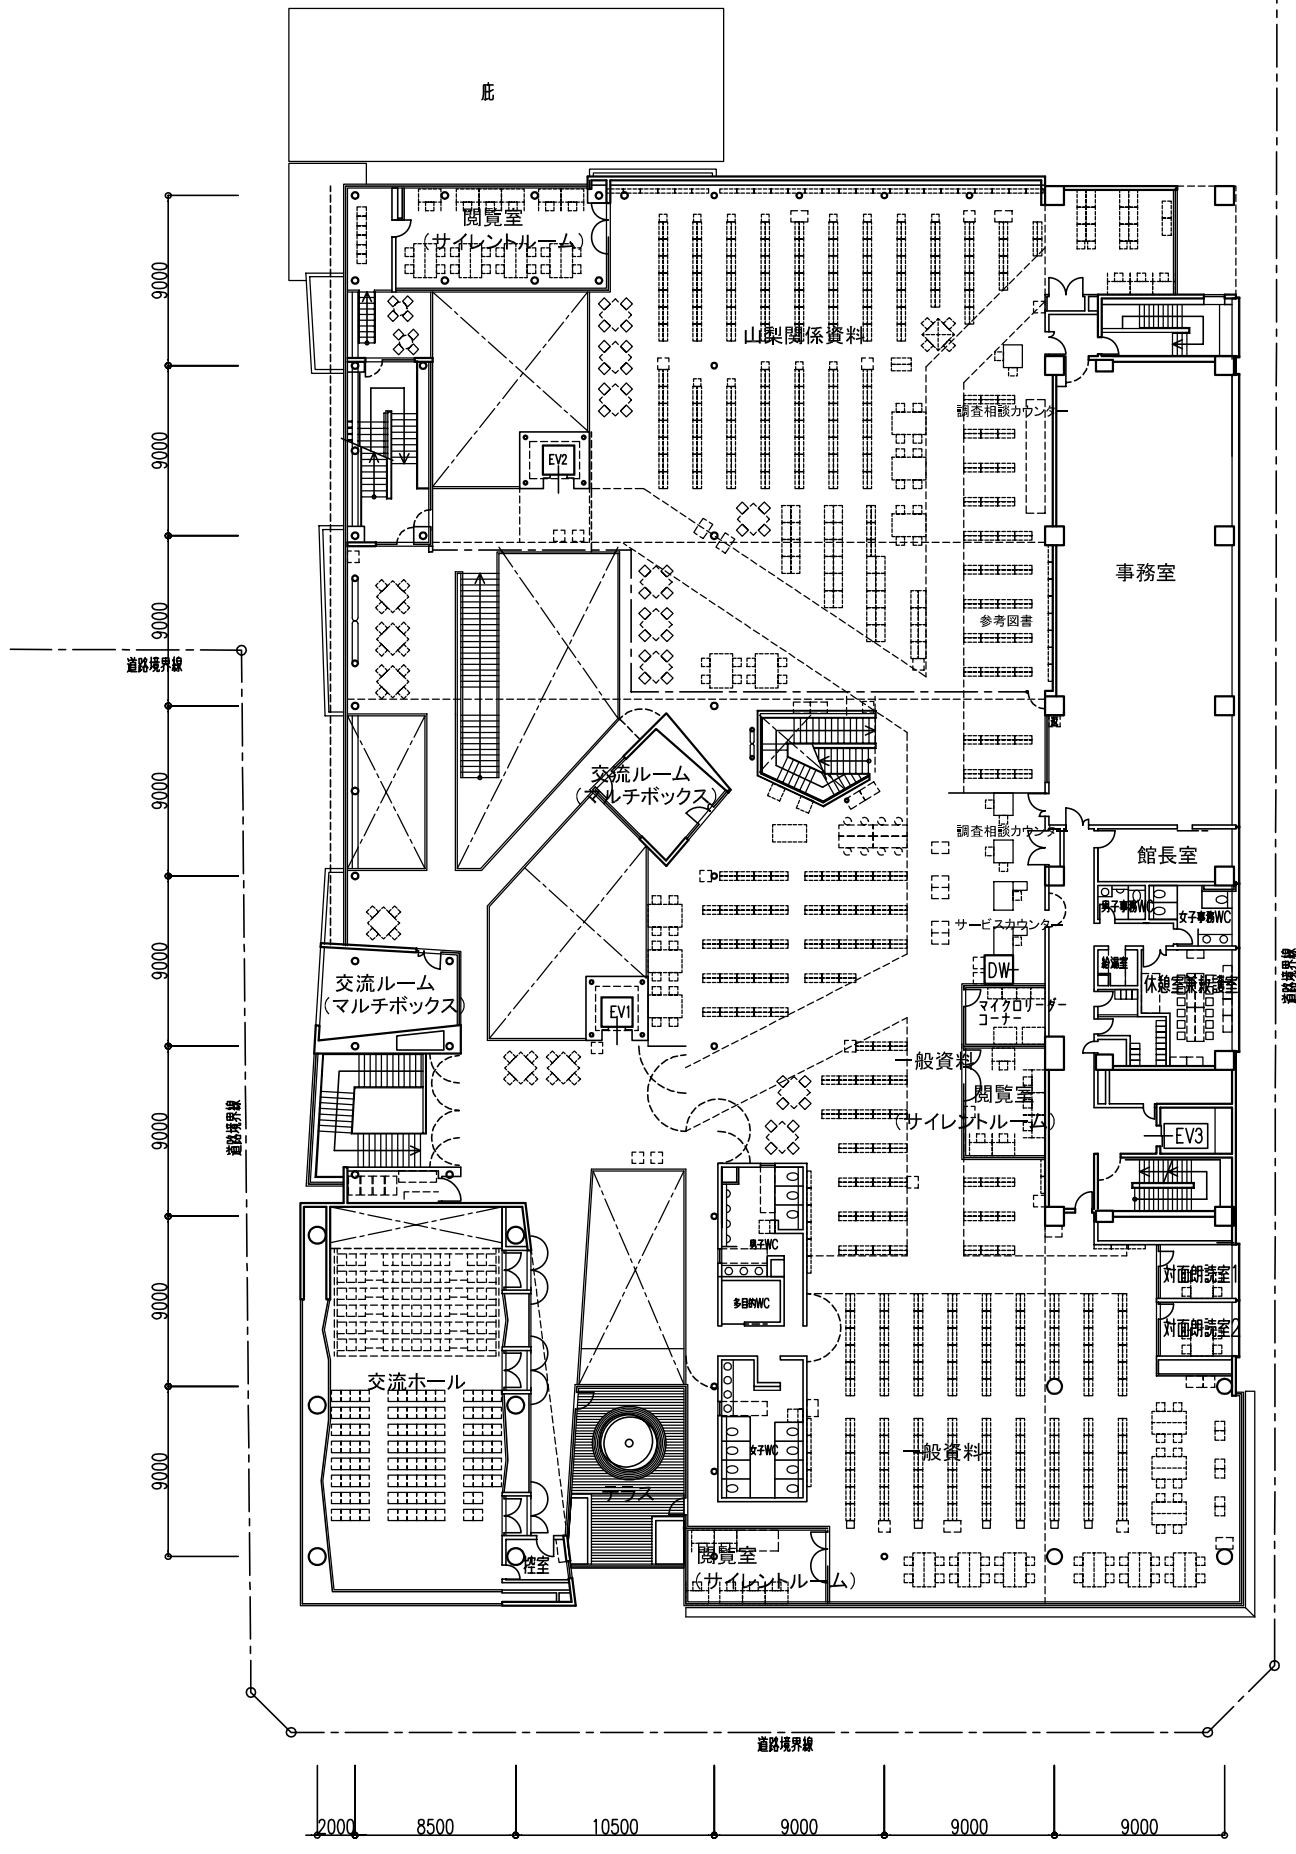 庇
閲覧室
(サイレントルーム)
9000
山梨関係資料
調査相談カウンター
9000
EV2
事務室
9000
参考図書
道路境界線
交流ルーム
(マルチボックス)
9000
調査相談カウンター
館長室
男子事務WC
女子事務WC
サービスカウンター
9000
交流ルーム
(マルチボックス)
DW
給湯室
休憩室兼救護室
道路境界線
マイクロリーダー
コーナー
EV1
一般資料
閲覧室
(サイレントルーム)
9000
道路境界線
EV3
男子WC
多目的WC
対面朗読室1
対面朗読室2
9000
交流ホール
女子WC
一般資料
9000
テラス
控室
閲覧室
(サイレントルーム)
道路境界線
2000
8500
10500
9000
9000
9000